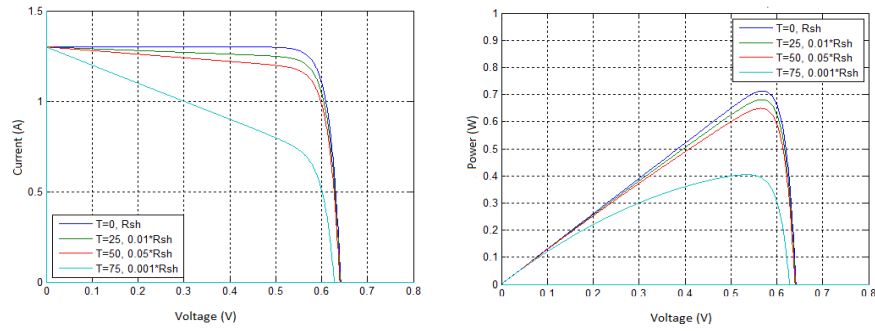 1.5
1
0.5
0
Current (A)
T=0, Rsh
T=25, 0.01*Rsh
T=50, 0.05*Rsh
T=75, 0.001*Rsh
0 0.1 0.2 0.3 0.4 0.5 0.6 0.7 0.8
Voltage (V)
1
0.9
0.8
0.7
0.6
0.5
0.4
0.3
0.2
0.1
0
Power (W)
T=0, Rsh
T=25, 0.01*Rsh
T=50, 0.05*Rsh
T=75, 0.001*Rsh
0 0.1 0.2 0.3 0.4 0.5 0.6 0.7 0.8
Voltage (V)